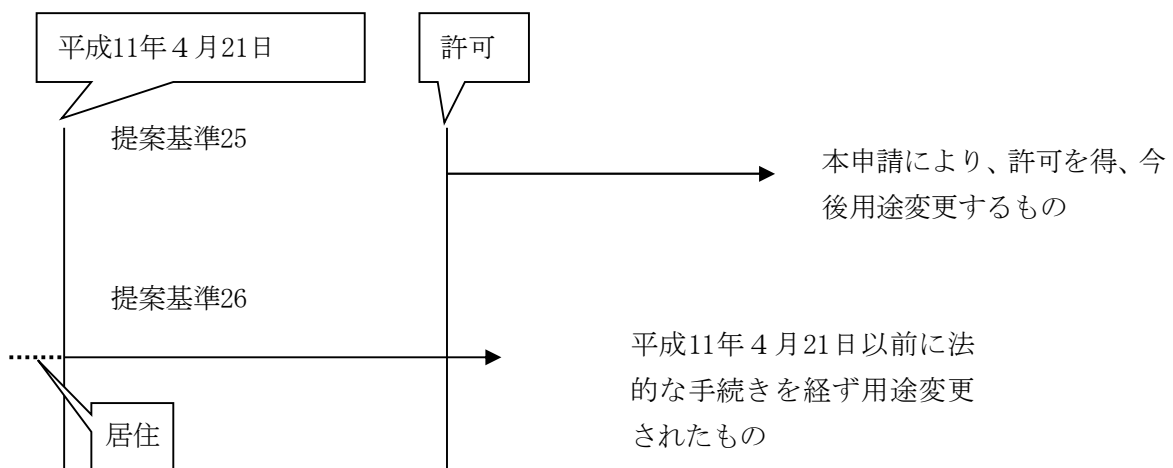 平成11年４月21日
許可
提案基準25
本申請により、許可を得、今
後用途変更するもの
提案基準26
平成11年４月21日以前に法
的な手続きを経ず用途変更
されたもの
居住